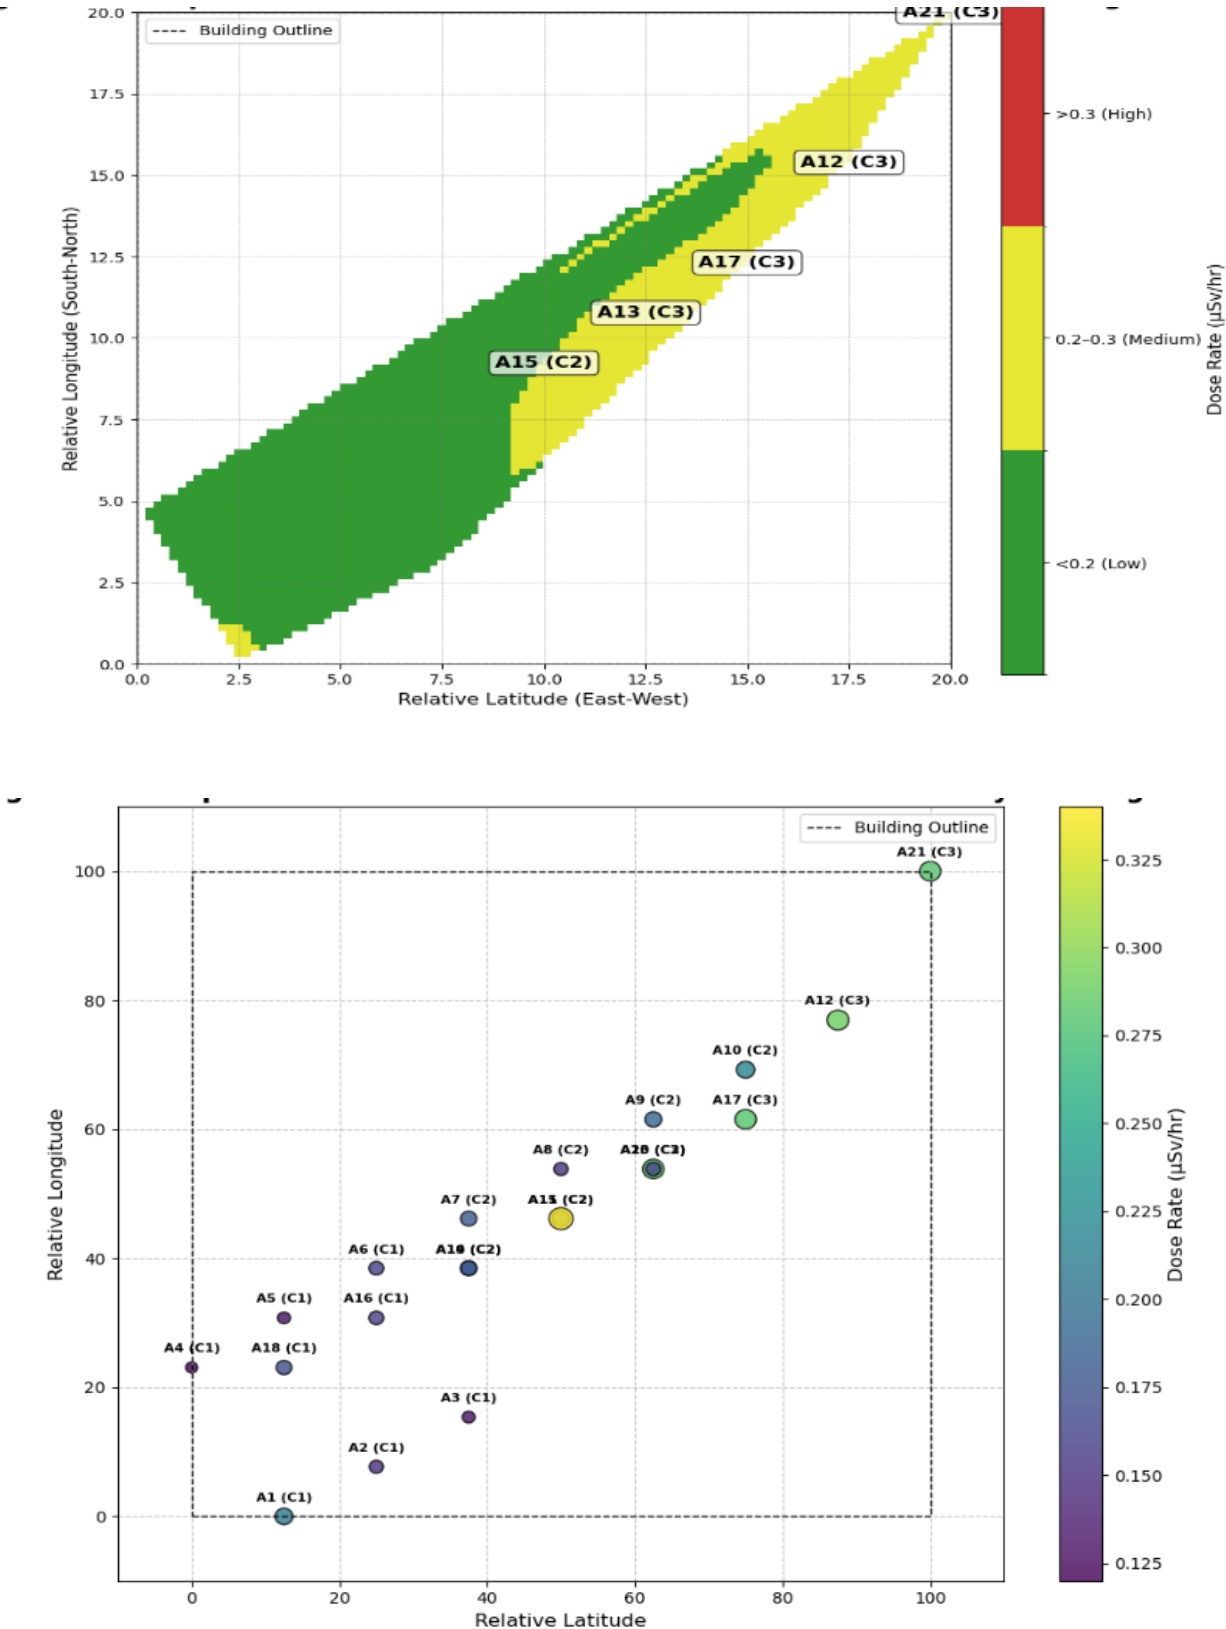 A21 (C3)
20.0
Building Outline
17.5
>0.3 (High)
A12 (C3)
15.0
Relative Longitude (South-North)
12.5
A17 (C3)
A13 (C3)
10.0
0.2–0.3 (Medium)
Dose Rate (μSv/hr)
A15 (C2)
7.5
5.0
<0.2 (Low)
2.5
0.0
0.0 2.5 5.0 7.5 10.0 12.5 15.0 17.5 20.0
Relative Latitude (East-West)
Building Outline
A21 (C3)
100
0.325
0.300
80
A12 (C3)
0.275
A10 (C2)
A9 (C2)
A17 (C3)
60
Relative Longitude
A8 (C2)
0.250
Dose Rate (μSv/hr)
A7 (C2)
0.225
40
A6 (C1)
A5 (C1)
A16 (C1)
0.200
A4 (C1)
A18 (C1)
20
A3 (C1)
0.175
A2 (C1)
0.150
A1 (C1)
0
0.125
0 20 40 60 80 100
Relative Latitude